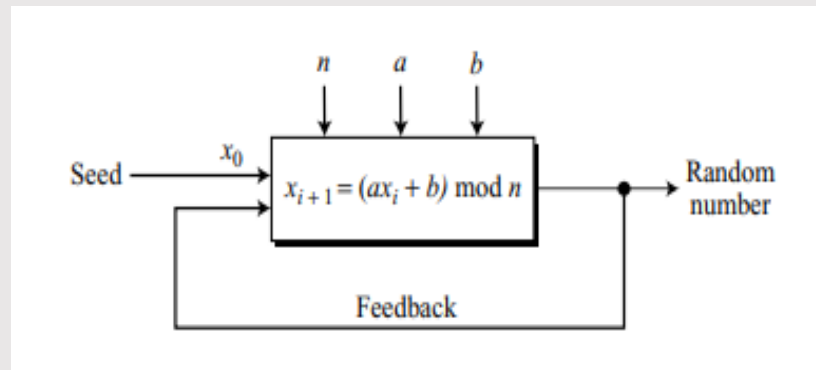 n a b
x₀
Seed
xᵢ₊₁ = (axᵢ + b) mod n
Random
number
Feedback